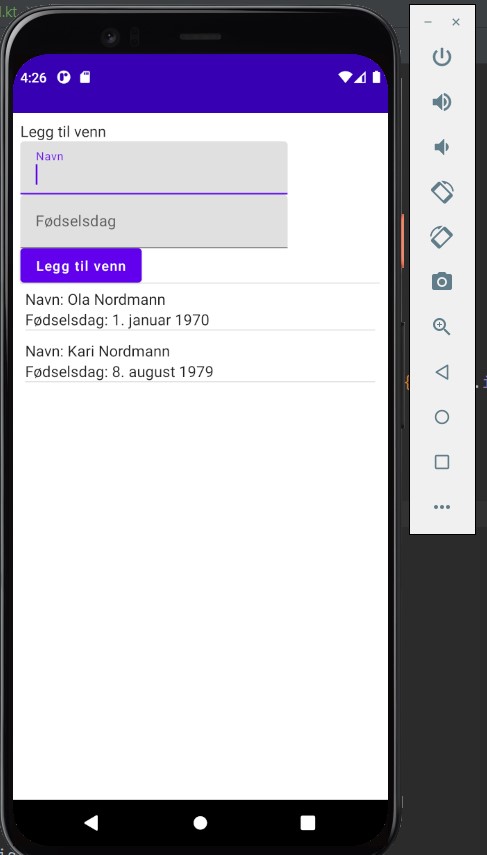 l.kt
4:26
Legg til venn
Navn
Fødselsdag
Legg til venn
Navn: Ola Nordmann
Fødselsdag: 1. januar 1970
Navn: Kari Nordmann
Fødselsdag: 8. august 1979
{ .i